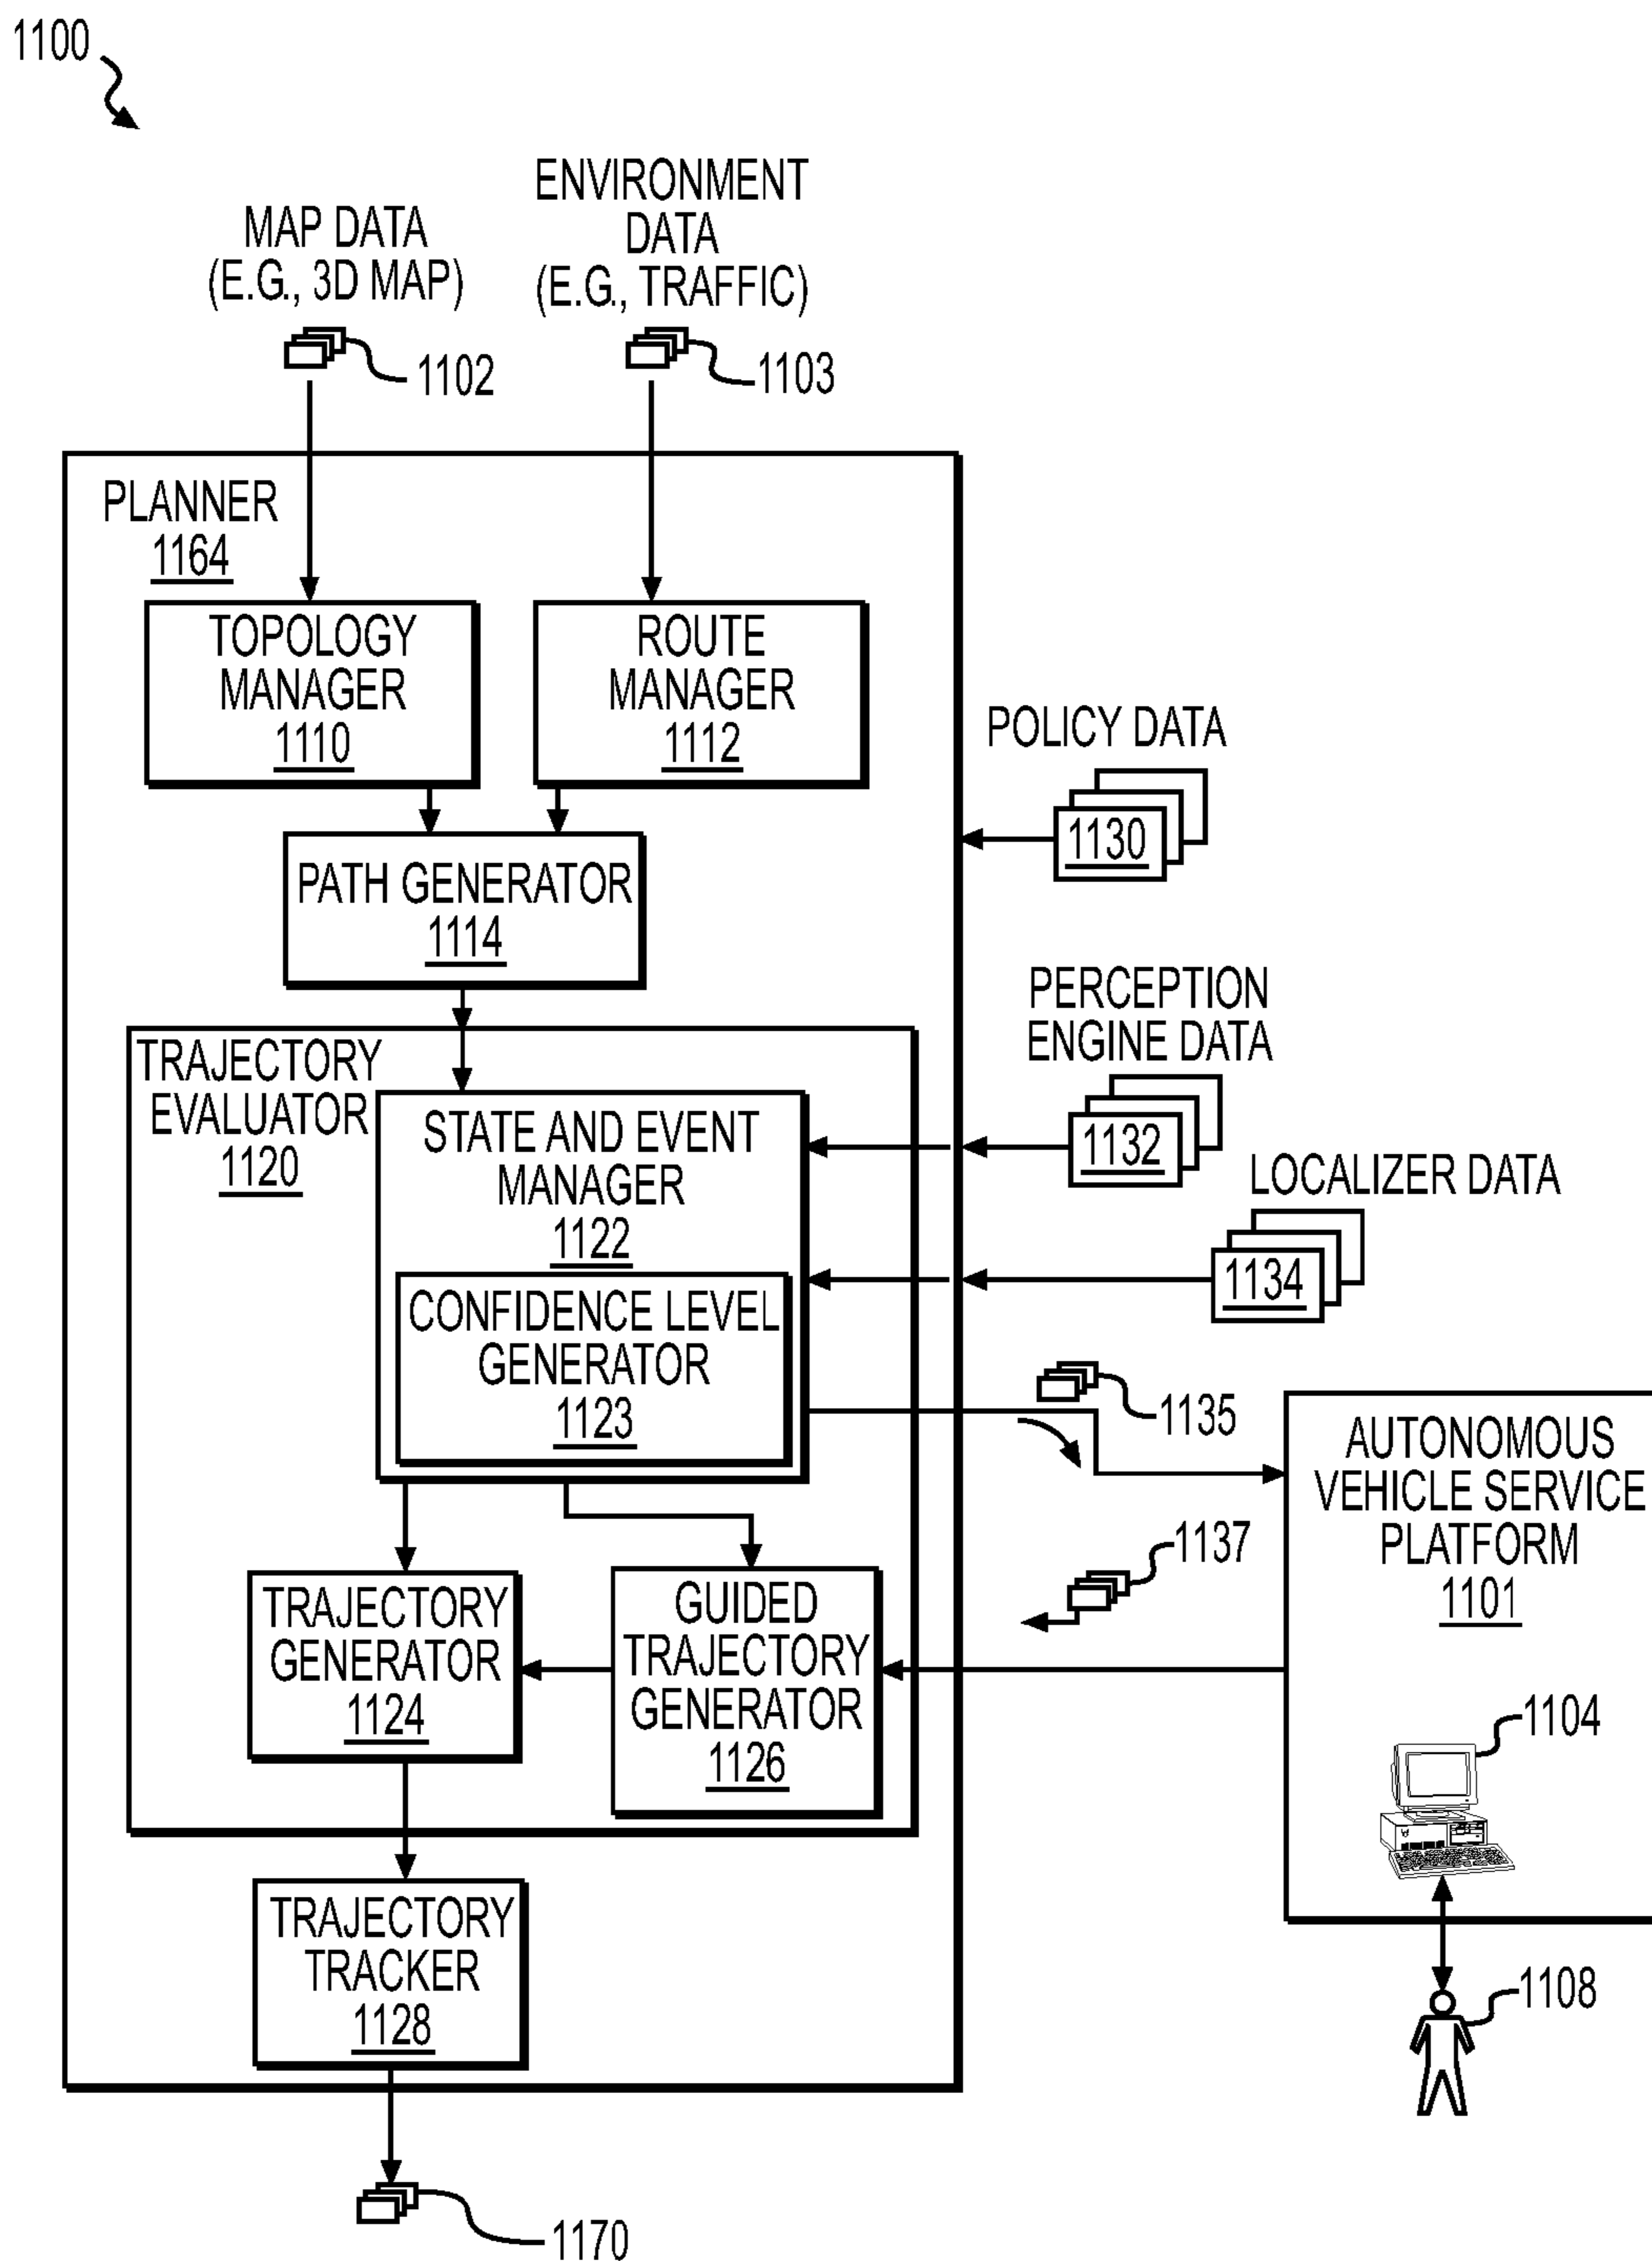 1100
MAP DATA
(E.G., 3D MAP)
1102
ENVIRONMENT
DATA
(E.G., TRAFFIC)
1103
PLANNER
1164
TOPOLOGY
MANAGER
1110
ROUTE
MANAGER
1112
POLICY DATA
1130
PATH GENERATOR
1114
PERCEPTION
ENGINE DATA
1132
TRAJECTORY
EVALUATOR
1120
STATE AND EVENT
MANAGER
1122
LOCALIZER DATA
1134
CONFIDENCE LEVEL
GENERATOR
1123
1135
AUTONOMOUS
VEHICLE SERVICE
PLATFORM
1101
1137
TRAJECTORY
GENERATOR
1124
GUIDED
TRAJECTORY
GENERATOR
1126
1104
TRAJECTORY
TRACKER
1128
1108
1170